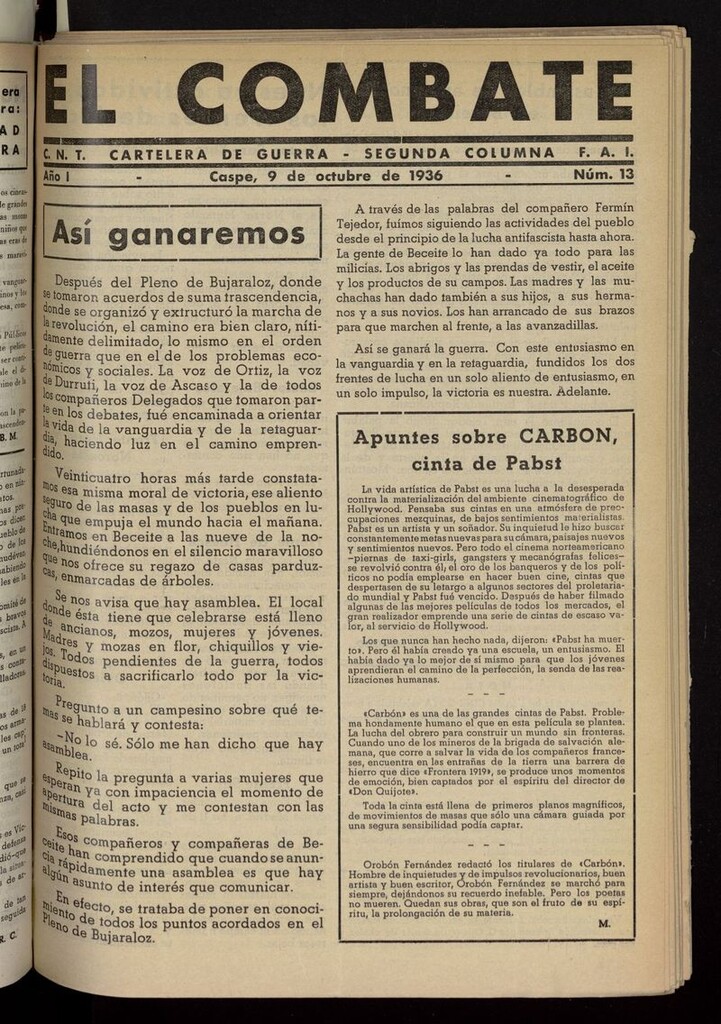 EL COMBATE
C. N. T. CARTELERA DE GUERRA - SEGUNDA COLUMNA F. A. I.
Año I - Caspe, 9 de octubre de 1936 - Núm. 13
Así ganaremos
Después del Pleno de Bujaraloz, donde
se tomaron acuerdos de suma trascendencia,
donde se organizó y extructuró la marcha de
la revolución, el camino era bien claro, níti-
damente delimitado, lo mismo en el orden
de guerra que en el de los problemas eco-
nómicos y sociales. La voz de Ortiz, la voz
de Durruti, la voz de Ascaso y la de todos
los compañeros Delegados que tomaron par-
te en los debates, fué encaminada a orientar
la vida de la vanguardia y de la retaguar-
dia, haciendo luz en el camino empren-
dido.
Veinticuatro horas más tarde constata-
mos esa misma moral de victoria, ese aliento
seguro de las masas y de los pueblos en lu-
cha que empuja el mundo hacia el mañana.
Entramos en Beceite a las nueve de la no-
che, hundiéndonos en el silencio maravilloso
que nos ofrece su regazo de casas parduz-
cas, enmarcadas de árboles.
Se nos avisa que hay asamblea. El local
donde ésta tiene que celebrarse está lleno
de ancianos, mozos, mujeres y jóvenes.
Madres y mozas en flor, chiquillos y vie-
jos. Todos pendientes de la guerra, todos
dispuestos a sacrificarlo todo por la vic-
toria.
Pregunto a un campesino sobre qué te-
mas se hablará y contesta:
—No lo sé. Sólo me han dicho que hay
asamblea.
Repito la pregunta a varias mujeres que
esperan ya con impaciencia el momento de
apertura del acto y me contestan con las
mismas palabras.
Esos compañeros y compañeras de Be-
ceite han comprendido que cuando se anun-
cia rápidamente una asamblea es que hay
algún asunto de interés que comunicar.
En efecto, se trataba de poner en conoci-
miento de todos los puntos acordados en el
Pleno de Bujaraloz.
A través de las palabras del compañero Fermín
Tejedor, fuímos siguiendo las actividades del pueblo
desde el principio de la lucha antifascista hasta ahora.
La gente de Beceite lo han dado ya todo para las
milicias. Los abrigos y las prendas de vestir, el aceite
y los productos de su campos. Las madres y las mu-
chachas han dado también a sus hijos, a sus herma-
nos y a sus novios. Los han arrancado de sus brazos
para que marchen al frente, a las avanzadillas.
Así se ganará la guerra. Con este entusiasmo en
la vanguardia y en la retaguardia, fundidos los dos
frentes de lucha en un solo aliento de entusiasmo, en
un solo impulso, la victoria es nuestra. Adelante.
Apuntes sobre CARBON,
cinta de Pabst
La vida artística de Pabst es una lucha a la desesperada
contra la materialización del ambiente cinematográfico de
Hollywood. Pensaba sus cintas en una atmósfera de preo-
cupaciones mezquinas, de bajos sentimientos materialistas.
Pabst es un artista y un soñador. Su inquietud le hizo buscar
constantemente metas nuevas para su cámara, paisajes nuevos
y sentimientos nuevos. Pero todo el cinema norteamericano
—piernas de taxi-girls, gangsters y mecanógrafas felices—
se revolvió contra él, el oro de los banqueros y de los polí-
ticos no podía emplearse en hacer buen cine, cintas que
despertasen de su letargo a algunos sectores del proletaria-
do mundial y Pabst fué vencido. Después de haber filmado
algunas de las mejores películas de todos los mercados, el
gran realizador emprende una serie de cintas de escaso va-
lor, al servicio de Hollywood.
Los que nunca han hecho nada, dijeron: «Pabst ha muer-
to». Pero él había creado ya una escuela, un entusiasmo. El
había dado ya lo mejor de sí mismo para que los jóvenes
aprendieran el camino de la perfección, la senda de las rea-
lizaciones humanas.
- - -
«Carbón» es una de las grandes cintas de Pabst. Proble-
ma hondamente humano el que en esta película se plantea.
La lucha del obrero para construir un mundo sin fronteras.
Cuando uno de los mineros de la brigada de salvación ale-
mana, que corre a salvar la vida de los compañeros france-
ses, encuentra en las entrañas de la tierra una barrera de
hierro que dice «Frontera 1919», se produce unos momentos
de emoción, bien captados por el espíritu del director de
«Don Quijote».
Toda la cinta está llena de primeros planos magníficos,
de movimientos de masas que sólo una cámara guiada por
una segura sensibilidad podía captar.
- - -
Orobón Fernández redactó los titulares de «Carbón».
Hombre de inquietudes y de impulsos revolucionarios, buen
artista y buen escritor, Orobón Fernández se marchó para
siempre, dejándonos su recuerdo inefable. Pero los poetas
no mueren. Quedan sus obras, que son el fruto de su espí-
ritu, la prolongación de su materia.
M.